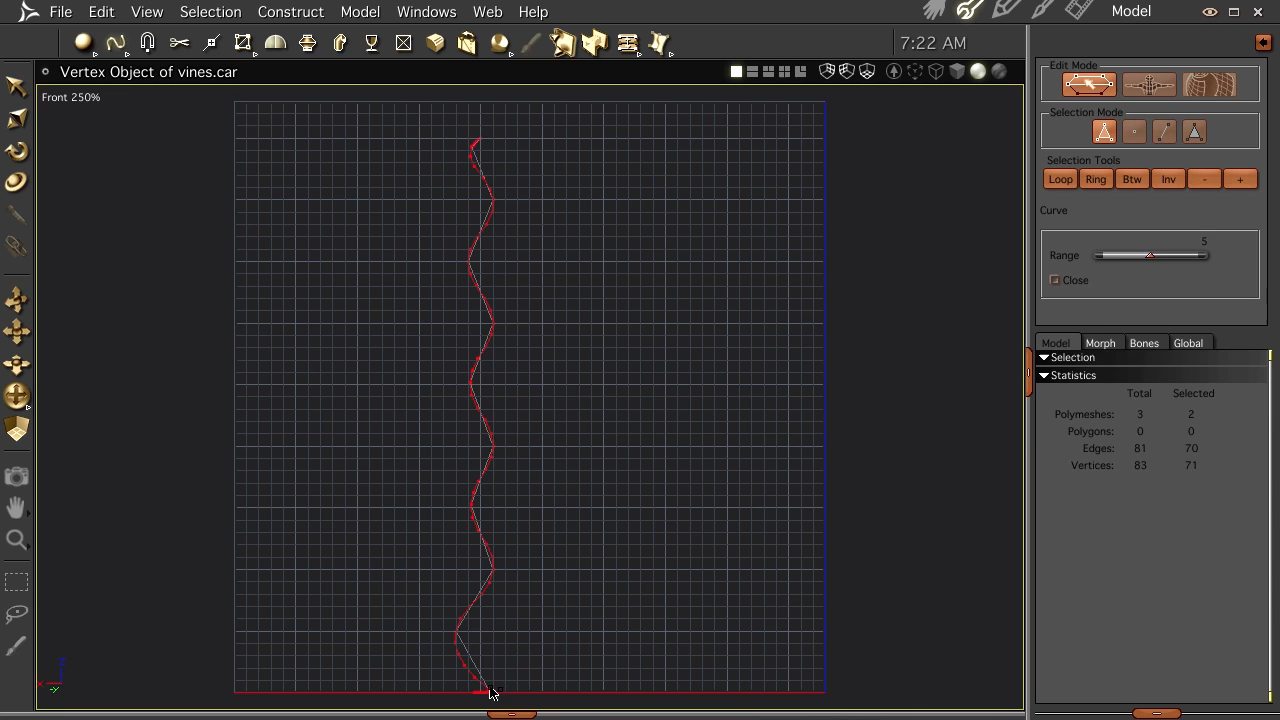 File Edit View Selection Construct Model Windows Web Help
Model
7:22 AM
Vertex Object of vines.car
Front 250%
Edit Mode
Selection Mode
Selection Tools
Loop Ring Btw Inv - +
Curve
5
Range
Close
Model Morph Bones Global
Selection
Statistics
Total Selected
Polymeshes: 3 2
Polygons: 0 0
Edges: 81 70
Vertices: 83 71
Z